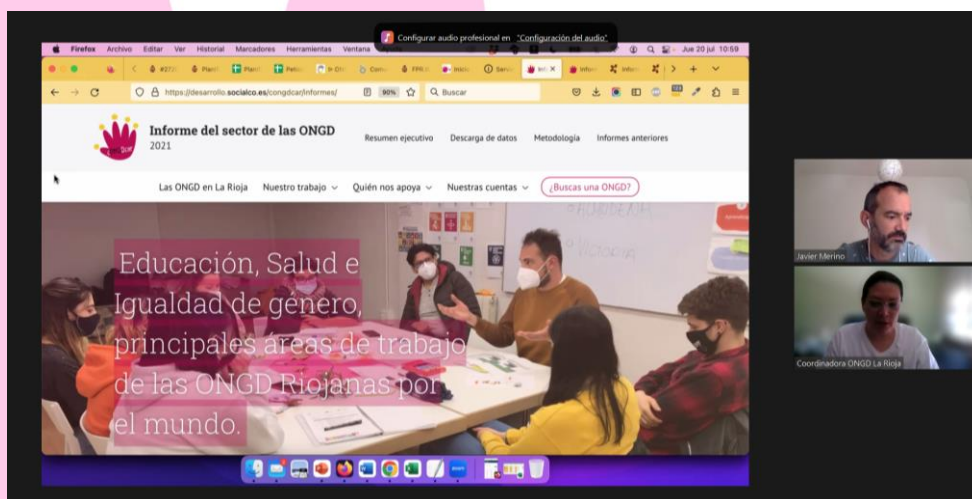 Configurar audio profesional en "Configuración del audio"
Firefox Archivo Editar Ver Historial Marcadores Herramientas Ventana
Jue 20 jul 10:59
https://desarrollo.socialco.es/congdcar/informes/
90%
Buscar
Informe del sector de las ONGD
2021
Resumen ejecutivo Descarga de datos Metodología Informes anteriores
Las ONGD en La Rioja Nuestro trabajo Quién nos apoya Nuestras cuentas ¿Buscas una ONGD?
Educación, Salud e
Igualdad de género,
principales áreas de trabajo
de las ONGD Riojanas por
el mundo.
Javier Merino
Coordinadora ONGD La Rioja